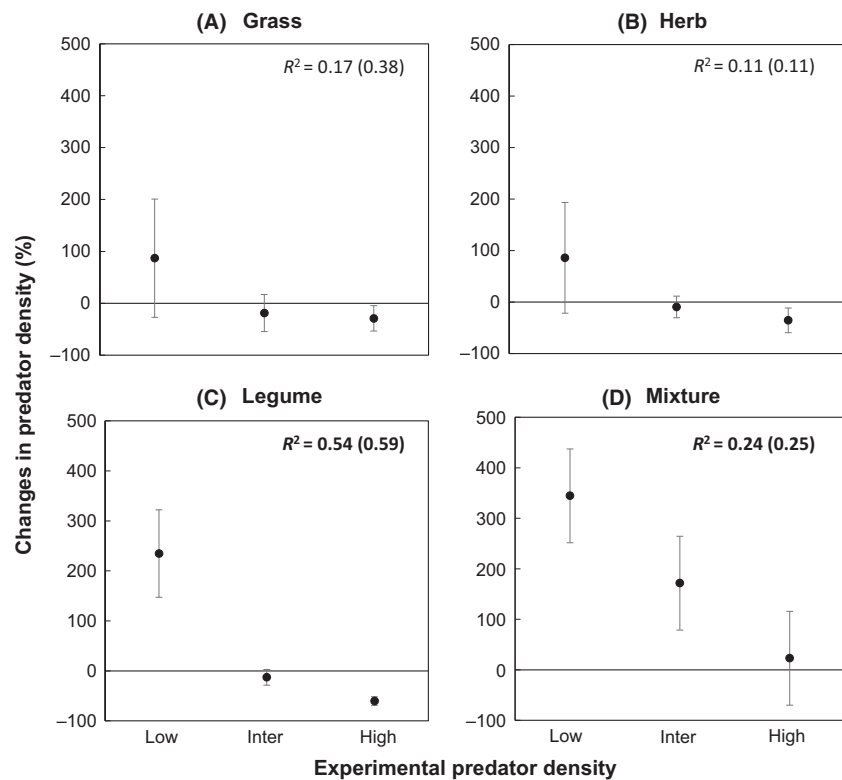 (A) Grass
500
400
300
200
100
0
−100
R² = 0.17 (0.38)
(B) Herb
500
400
300
200
100
0
−100
R² = 0.11 (0.11)
Changes in predator density (%)
(C) Legume
500
400
300
200
100
0
−100
R² = 0.54 (0.59)
Low Inter High
(D) Mixture
500
400
300
200
100
0
−100
R² = 0.24 (0.25)
Low Inter High
Experimental predator density